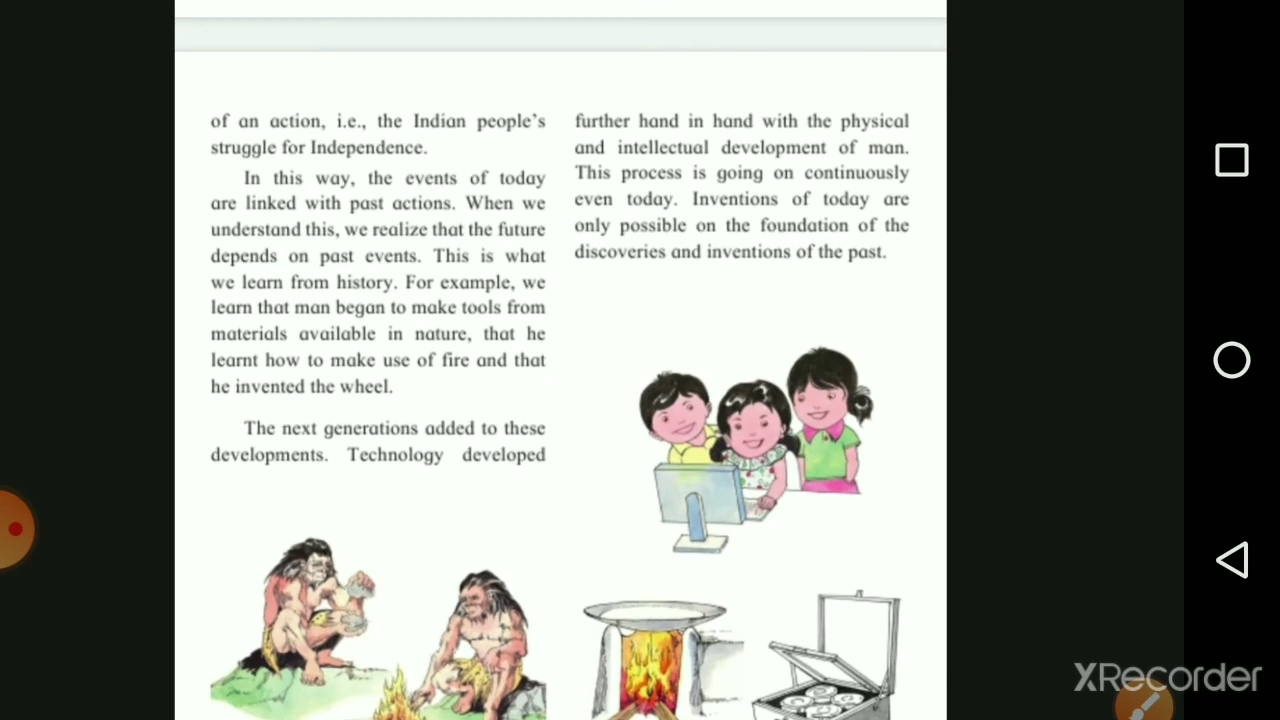 of an action, i.e., the Indian people's
struggle for Independence.
In this way, the events of today
are linked with past actions. When we
understand this, we realize that the future
depends on past events. This is what
we learn from history. For example, we
learn that man began to make tools from
materials available in nature, that he
learnt how to make use of fire and that
he invented the wheel.
The next generations added to these
developments. Technology developed
further hand in hand with the physical
and intellectual development of man.
This process is going on continuously
even today. Inventions of today are
only possible on the foundation of the
discoveries and inventions of the past.
XRecorder